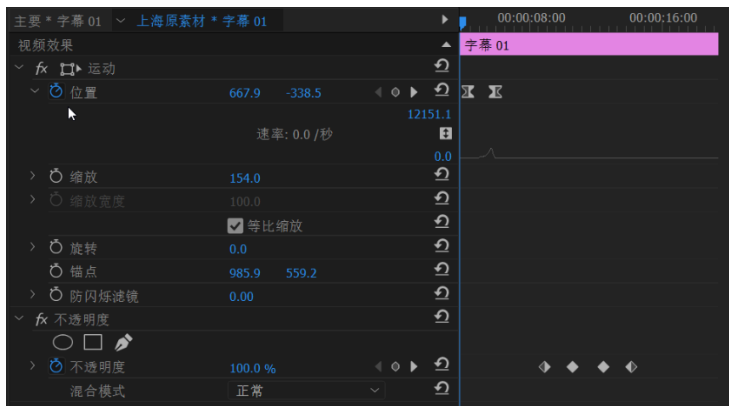 主要 * 字幕 01 上海原素材 * 字幕 01 00:00:08:00 00:00:16:00
视频效果 字幕 01
fx 运动
位置 667.9 -338.5
12151.1
速率: 0.0 /秒
0.0
缩放 154.0
缩放宽度 100.0
等比缩放
旋转 0.0
锚点 985.9 559.2
防闪烁滤镜 0.00
fx 不透明度
不透明度 100.0 %
混合模式 正常